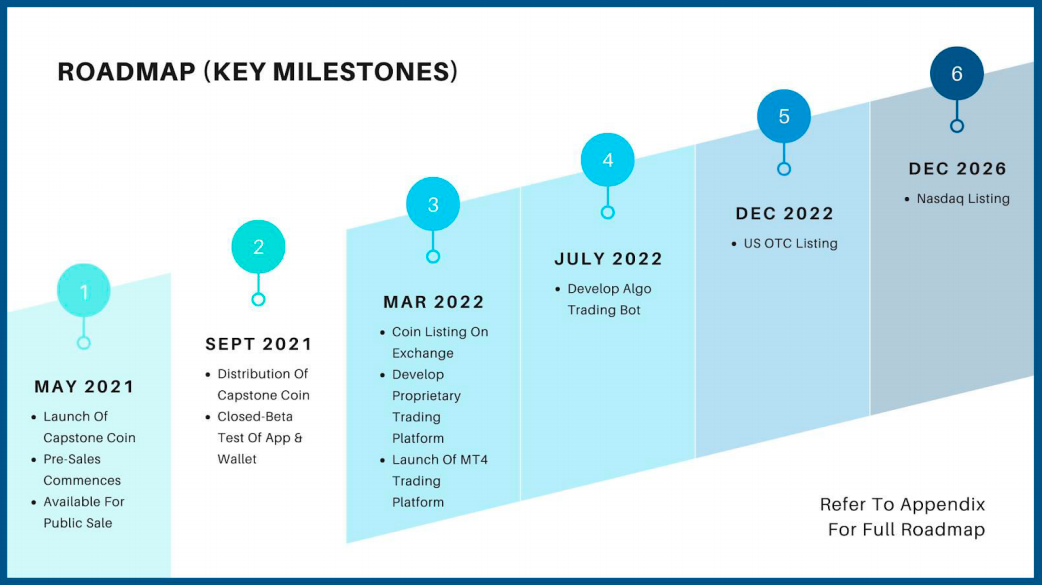 ROADMAP (KEY MILESTONES)
1
MAY 2021
• Launch Of
Capstone Coin
• Pre-Sales
Commences
• Available For
Public Sale
2
SEPT 2021
• Distribution Of
Capstone Coin
• Closed-Beta
Test Of App &
Wallet
3
MAR 2022
• Coin Listing On
Exchange
• Develop
Proprietary
Trading
Platform
• Launch Of MT4
Trading
Platform
4
JULY 2022
• Develop Algo
Trading Bot
5
DEC 2022
• US OTC Listing
6
DEC 2026
• Nasdaq Listing
Refer To Appendix
For Full Roadmap